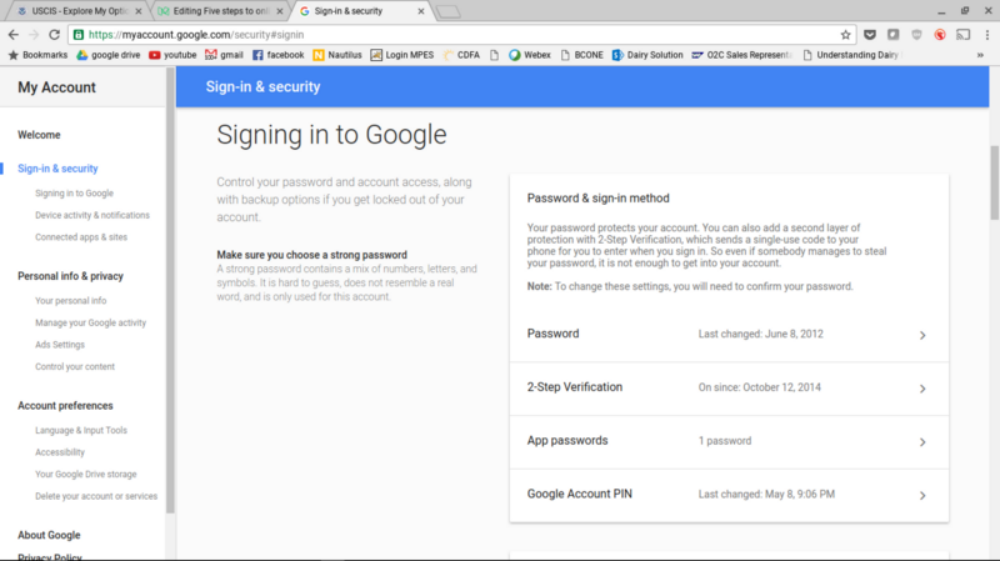 USCIS - Explore My Opti
Editing Five steps to onl
Sign-in & security
https://myaccount.google.com/security#signin
Bookmarks google drive youtube gmail facebook Nautilus Login MPES CDFA Webex BCONE Dairy Solution O2C Sales Represent Understanding Dairy »
My Account
Sign-in & security
Welcome
Sign-in & security
Signing in to Google
Device activity & notifications
Connected apps & sites
Personal info & privacy
Your personal info
Manage your Google activity
Ads Settings
Control your content
Account preferences
Language & Input Tools
Accessibility
Your Google Drive storage
Delete your account or services
About Google
Privacy Policy
Signing in to Google
Control your password and account access, along
with backup options if you get locked out of your
account.
Make sure you choose a strong password
A strong password contains a mix of numbers, letters, and
symbols. It is hard to guess, does not resemble a real
word, and is only used for this account.
Password & sign-in method
Your password protects your account. You can also add a second layer of
protection with 2-Step Verification, which sends a single-use code to your
phone for you to enter when you sign in. So even if somebody manages to steal
your password, it is not enough to get into your account.
Note: To change these settings, you will need to confirm your password.
Password Last changed: June 8, 2012
2-Step Verification On since: October 12, 2014
App passwords 1 password
Google Account PIN Last changed: May 8, 9:06 PM